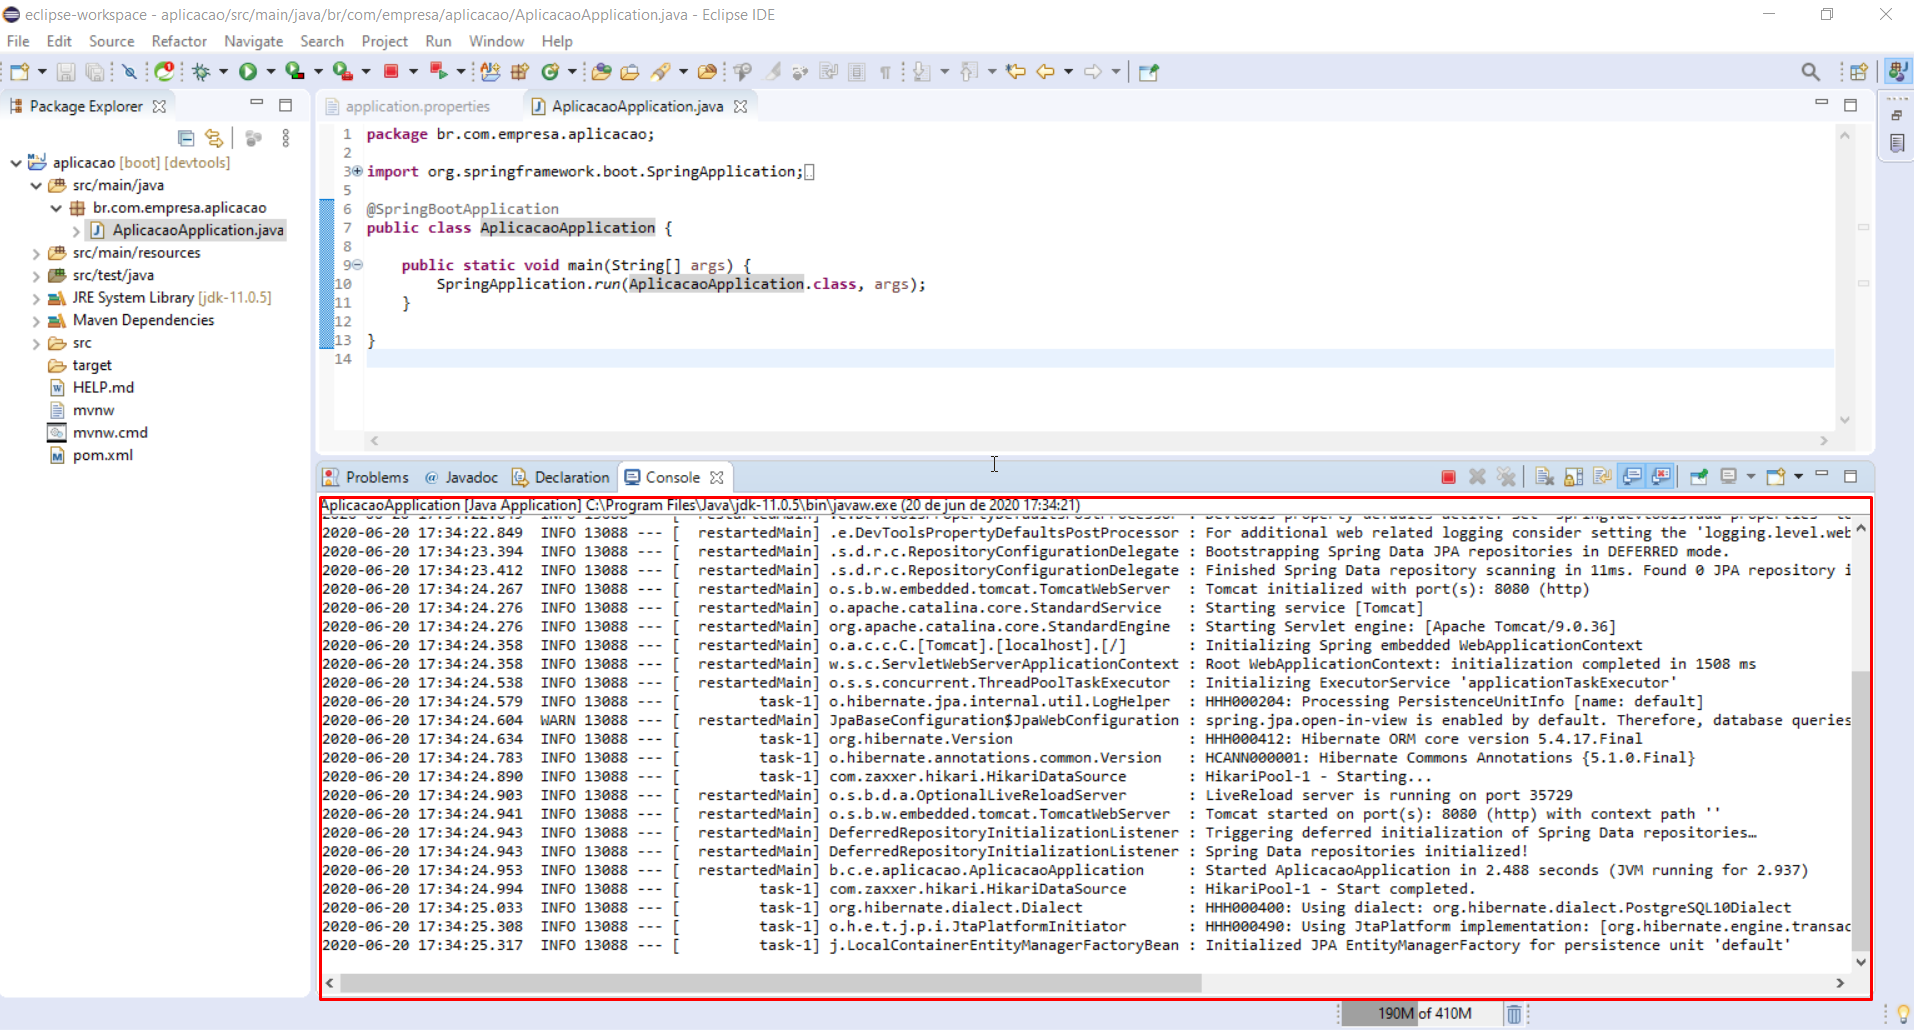 eclipse-workspace - aplicacao/src/main/java/br/com/empresa/aplicacao/AplicacaoApplication.java - Eclipse IDE
File Edit Source Refactor Navigate Search Project Run Window Help
Package Explorer
aplicacao [boot] [devtools]
src/main/java
br.com.empresa.aplicacao
AplicacaoApplication.java
src/main/resources
src/test/java
JRE System Library [jdk-11.0.5]
Maven Dependencies
src
target
HELP.md
mvnw
mvnw.cmd
pom.xml
application.properties AplicacaoApplication.java
1 package br.com.empresa.aplicacao;
2
3 import org.springframework.boot.SpringApplication;
5
6 @SpringBootApplication
7 public class AplicacaoApplication {
8
9 public static void main(String[] args) {
10 SpringApplication.run(AplicacaoApplication.class, args);
11 }
12
13 }
14
Problems @ Javadoc Declaration Console
AplicacaoApplication [Java Application] C:\Program Files\Java\jdk-11.0.5\bin\javaw.exe (20 de jun de 2020 17:34:21)
2020-06-20 17:34:22.849 INFO 13088 --- [ restartedMain] .e.DevToolsPropertyDefaultsPostProcessor : For additional web related logging consider setting the 'logging.level.web
2020-06-20 17:34:23.394 INFO 13088 --- [ restartedMain] .s.d.r.c.RepositoryConfigurationDelegate : Bootstrapping Spring Data JPA repositories in DEFERRED mode.
2020-06-20 17:34:23.412 INFO 13088 --- [ restartedMain] .s.d.r.c.RepositoryConfigurationDelegate : Finished Spring Data repository scanning in 11ms. Found 0 JPA repository i
2020-06-20 17:34:24.267 INFO 13088 --- [ restartedMain] o.s.b.w.embedded.tomcat.TomcatWebServer : Tomcat initialized with port(s): 8080 (http)
2020-06-20 17:34:24.276 INFO 13088 --- [ restartedMain] o.apache.catalina.core.StandardService : Starting service [Tomcat]
2020-06-20 17:34:24.276 INFO 13088 --- [ restartedMain] org.apache.catalina.core.StandardEngine : Starting Servlet engine: [Apache Tomcat/9.0.36]
2020-06-20 17:34:24.358 INFO 13088 --- [ restartedMain] o.a.c.c.C.[Tomcat].[localhost].[/] : Initializing Spring embedded WebApplicationContext
2020-06-20 17:34:24.358 INFO 13088 --- [ restartedMain] w.s.c.ServletWebServerApplicationContext : Root WebApplicationContext: initialization completed in 1508 ms
2020-06-20 17:34:24.538 INFO 13088 --- [ restartedMain] o.s.s.concurrent.ThreadPoolTaskExecutor : Initializing ExecutorService 'applicationTaskExecutor'
2020-06-20 17:34:24.579 INFO 13088 --- [ task-1] o.hibernate.jpa.internal.util.LogHelper : HHH000204: Processing PersistenceUnitInfo [name: default]
2020-06-20 17:34:24.604 WARN 13088 --- [ restartedMain] JpaBaseConfiguration$JpaWebConfiguration : spring.jpa.open-in-view is enabled by default. Therefore, database queries
2020-06-20 17:34:24.634 INFO 13088 --- [ task-1] org.hibernate.Version : HHH000412: Hibernate ORM core version 5.4.17.Final
2020-06-20 17:34:24.783 INFO 13088 --- [ task-1] o.hibernate.annotations.common.Version : HCANN000001: Hibernate Commons Annotations {5.1.0.Final}
2020-06-20 17:34:24.890 INFO 13088 --- [ task-1] com.zaxxer.hikari.HikariDataSource : HikariPool-1 - Starting...
2020-06-20 17:34:24.903 INFO 13088 --- [ restartedMain] o.s.b.d.a.OptionalLiveReloadServer : LiveReload server is running on port 35729
2020-06-20 17:34:24.941 INFO 13088 --- [ restartedMain] o.s.b.w.embedded.tomcat.TomcatWebServer : Tomcat started on port(s): 8080 (http) with context path ''
2020-06-20 17:34:24.943 INFO 13088 --- [ restartedMain] DeferredRepositoryInitializationListener : Triggering deferred initialization of Spring Data repositories…
2020-06-20 17:34:24.943 INFO 13088 --- [ restartedMain] DeferredRepositoryInitializationListener : Spring Data repositories initialized!
2020-06-20 17:34:24.953 INFO 13088 --- [ restartedMain] b.c.e.aplicacao.AplicacaoApplication : Started AplicacaoApplication in 2.488 seconds (JVM running for 2.937)
2020-06-20 17:34:24.994 INFO 13088 --- [ task-1] com.zaxxer.hikari.HikariDataSource : HikariPool-1 - Start completed.
2020-06-20 17:34:25.033 INFO 13088 --- [ task-1] org.hibernate.dialect.Dialect : HHH000400: Using dialect: org.hibernate.dialect.PostgreSQL10Dialect
2020-06-20 17:34:25.308 INFO 13088 --- [ task-1] o.h.e.t.j.p.i.JtaPlatformInitiator : HHH000490: Using JtaPlatform implementation: [org.hibernate.engine.transac
2020-06-20 17:34:25.317 INFO 13088 --- [ task-1] j.LocalContainerEntityManagerFactoryBean : Initialized JPA EntityManagerFactory for persistence unit 'default'
190M of 410M